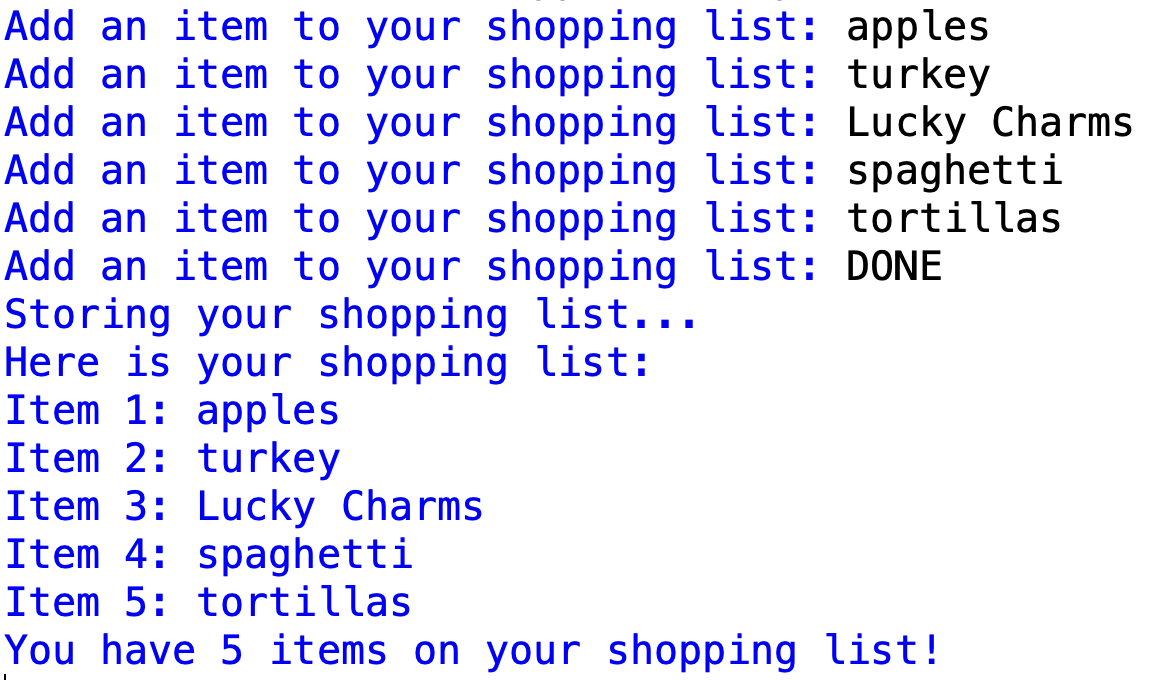 Add an item to your shopping list: apples
Add an item to your shopping list: turkey
Add an item to your shopping list: Lucky Charms
Add an item to your shopping list: spaghetti
Add an item to your shopping list: tortillas
Add an item to your shopping list: DONE
Storing your shopping list...
Here is your shopping list:
Item 1: apples
Item 2: turkey
Item 3: Lucky Charms
Item 4: spaghetti
Item 5: tortillas
You have 5 items on your shopping list!